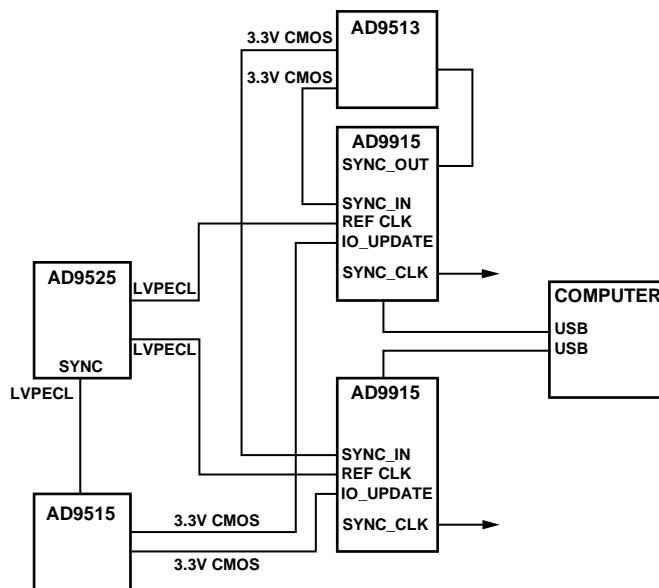 AD9513
3.3V CMOS
3.3V CMOS
AD9915
SYNC_OUT
SYNC_IN
REF CLK
IO_UPDATE
SYNC_CLK
AD9525
LVPECL
LVPECL
SYNC
LVPECL
COMPUTER
USB
USB
AD9915
SYNC_IN
REF CLK
IO_UPDATE
SYNC_CLK
AD9515
3.3V CMOS
3.3V CMOS